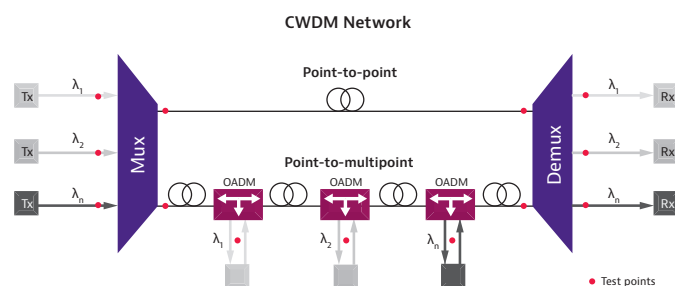 CWDM Network
Point-to-point
Tx λ1
λ1 Rx
Tx λ2
λ2 Rx
Mux
Demux
Point-to-multipoint
OADM OADM OADM
Tx λn
λn Rx
λ1 λ2 λn
Test points